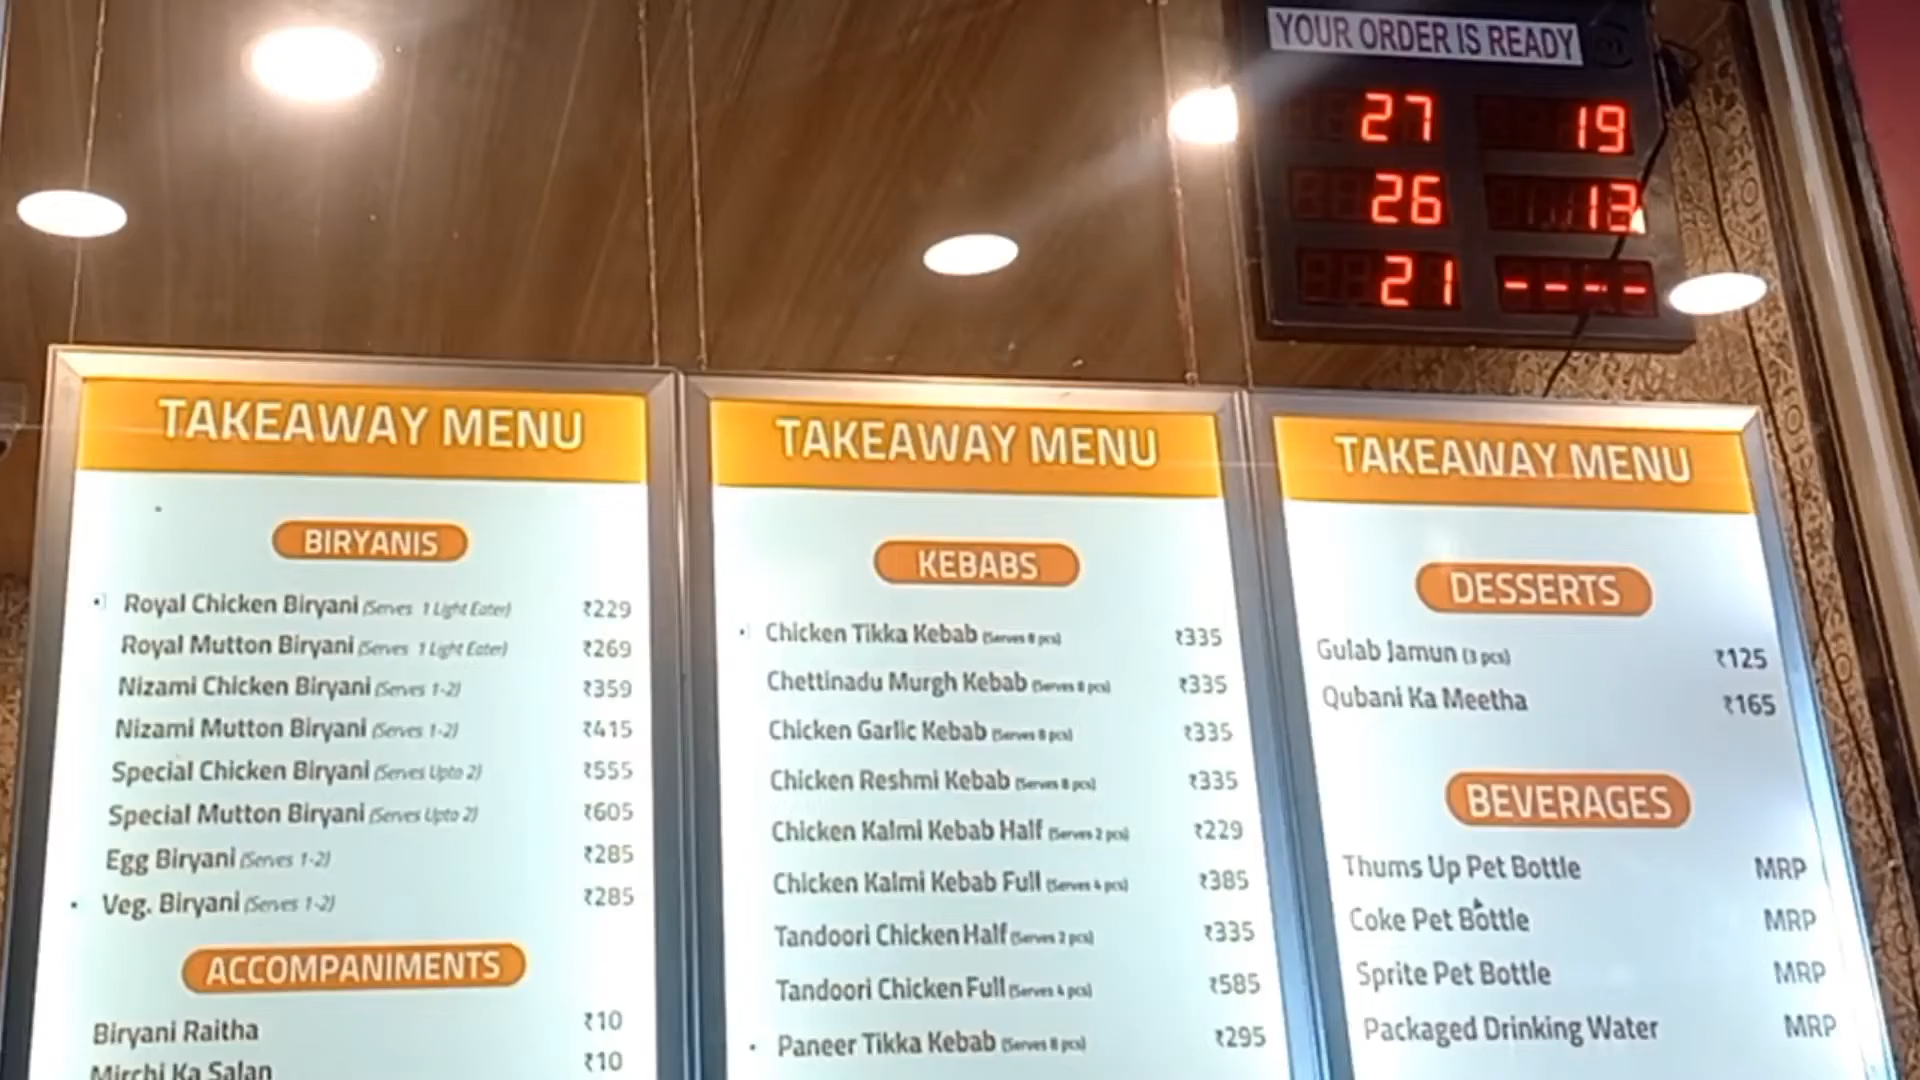 YOUR ORDER IS READY
27 19
26 13
21 ----
TAKEAWAY MENU
BIRYANIS
Royal Chicken Biryani (Serves 1 Light Eater) ₹229
Royal Mutton Biryani (Serves 1 Light Eater) ₹269
Nizami Chicken Biryani (Serves 1-2) ₹359
Nizami Mutton Biryani (Serves 1-2) ₹415
Special Chicken Biryani (Serves Upto 2) ₹555
Special Mutton Biryani (Serves Upto 2) ₹605
Egg Biryani (Serves 1-2) ₹285
Veg. Biryani (Serves 1-2) ₹285
ACCOMPANIMENTS
Biryani Raitha ₹10
Mirchi Ka Salan ₹10
TAKEAWAY MENU
KEBABS
Chicken Tikka Kebab (Serves 8 pcs) ₹335
Chettinadu Murgh Kebab (Serves 8 pcs) ₹335
Chicken Garlic Kebab (Serves 8 pcs) ₹335
Chicken Reshmi Kebab (Serves 8 pcs) ₹335
Chicken Kalmi Kebab Half (Serves 2 pcs) ₹229
Chicken Kalmi Kebab Full (Serves 4 pcs) ₹385
Tandoori Chicken Half (Serves 2 pcs) ₹335
Tandoori Chicken Full (Serves 4 pcs) ₹585
Paneer Tikka Kebab (Serves 8 pcs) ₹295
TAKEAWAY MENU
DESSERTS
Gulab Jamun (3 pcs) ₹125
Qubani Ka Meetha ₹165
BEVERAGES
Thums Up Pet Bottle MRP
Coke Pet Bottle MRP
Sprite Pet Bottle MRP
Packaged Drinking Water MRP